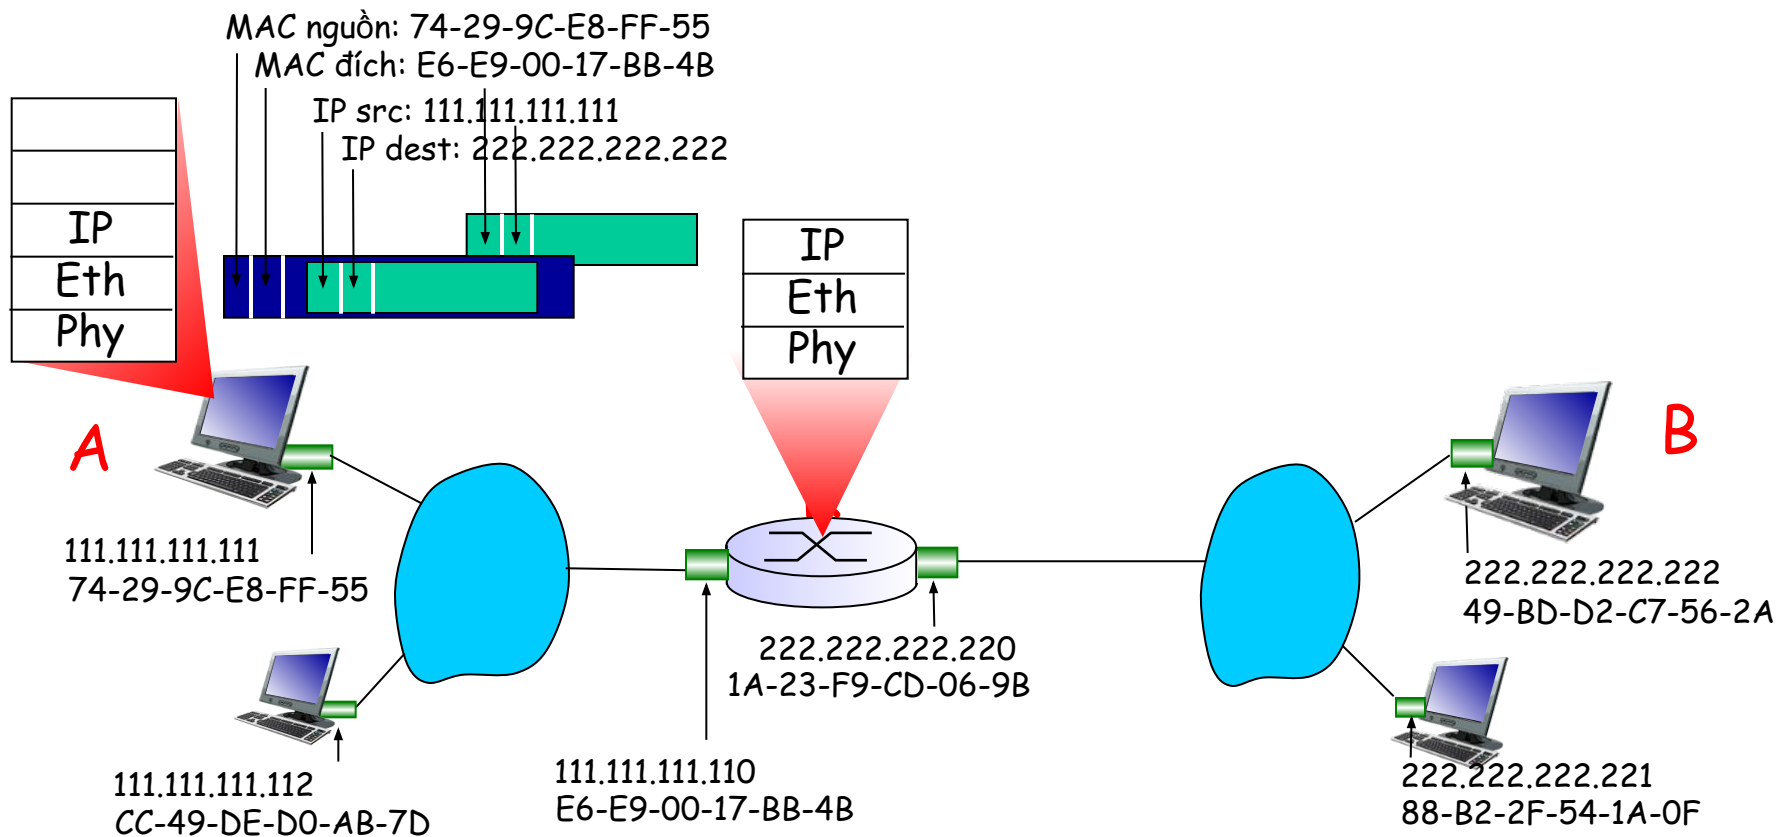 MAC nguồn: 74-29-9C-E8-FF-55
MAC đích: E6-E9-00-17-BB-4B
IP src: 111.111.111.111
IP dest: 222.222.222.222
IP
Eth
Phy
IP
Eth
Phy
A
B
111.111.111.111
74-29-9C-E8-FF-55
222.222.222.222
49-BD-D2-C7-56-2A
222.222.222.220
1A-23-F9-CD-06-9B
111.111.111.112
CC-49-DE-D0-AB-7D
111.111.111.110
E6-E9-00-17-BB-4B
222.222.222.221
88-B2-2F-54-1A-0F